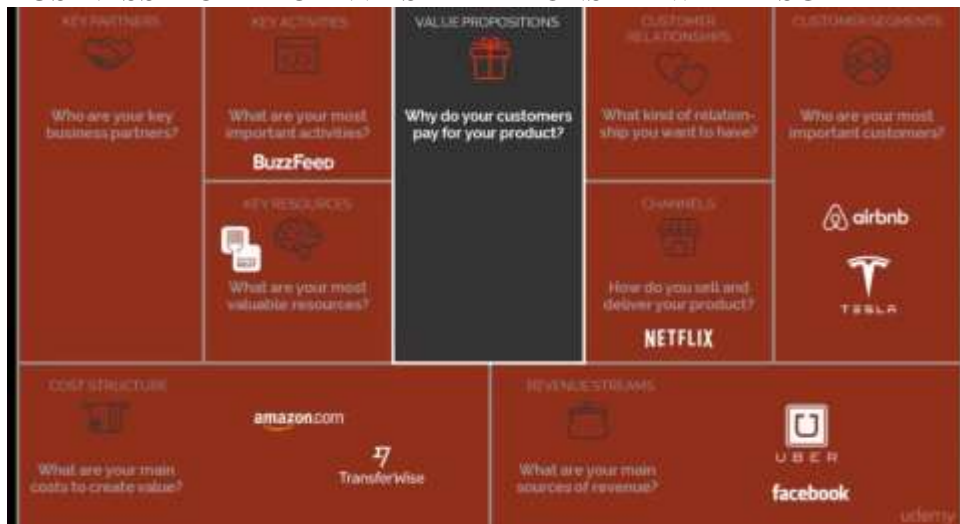 KEY PARTNERS
Who are your key
business partners?
KEY ACTIVITIES
What are your most
important activities?
BuzzFeed
KEY RESOURCES
What are your most
valuable resources?
VALUE PROPOSITIONS
Why do your customers
pay for your product?
CUSTOMER
RELATIONSHIPS
What kind of relation-
ship you want to have?
CHANNELS
How do you sell and
deliver your product?
NETFLIX
CUSTOMER SEGMENTS
Who are your most
important customers?
airbnb
TESLA
COST STRUCTURE
What are your main
costs to create value?
amazon.com
TransferWise
REVENUE STREAMS
What are your main
sources of revenue?
UBER
facebook
udemy